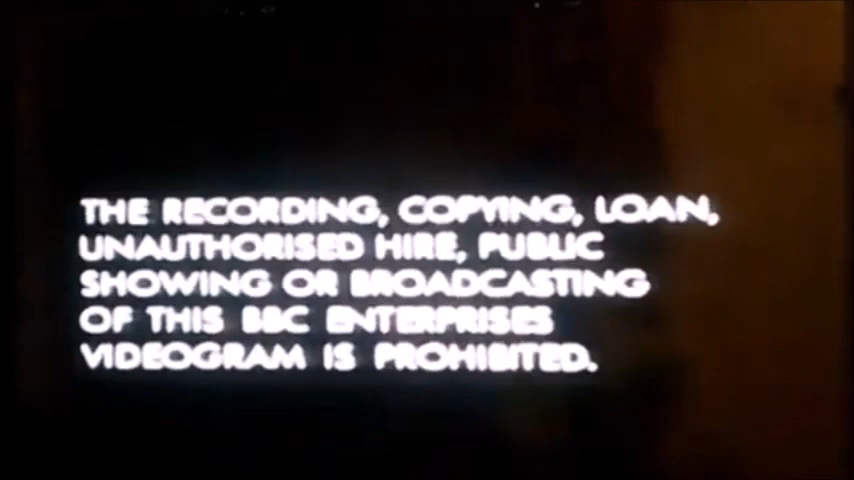 THE RECORDING, COPYING, LOAN,
UNAUTHORISED HIRE, PUBLIC
SHOWING OR BROADCASTING
OF THIS BBC ENTERPRISES
VIDEOGRAM IS PROHIBITED.